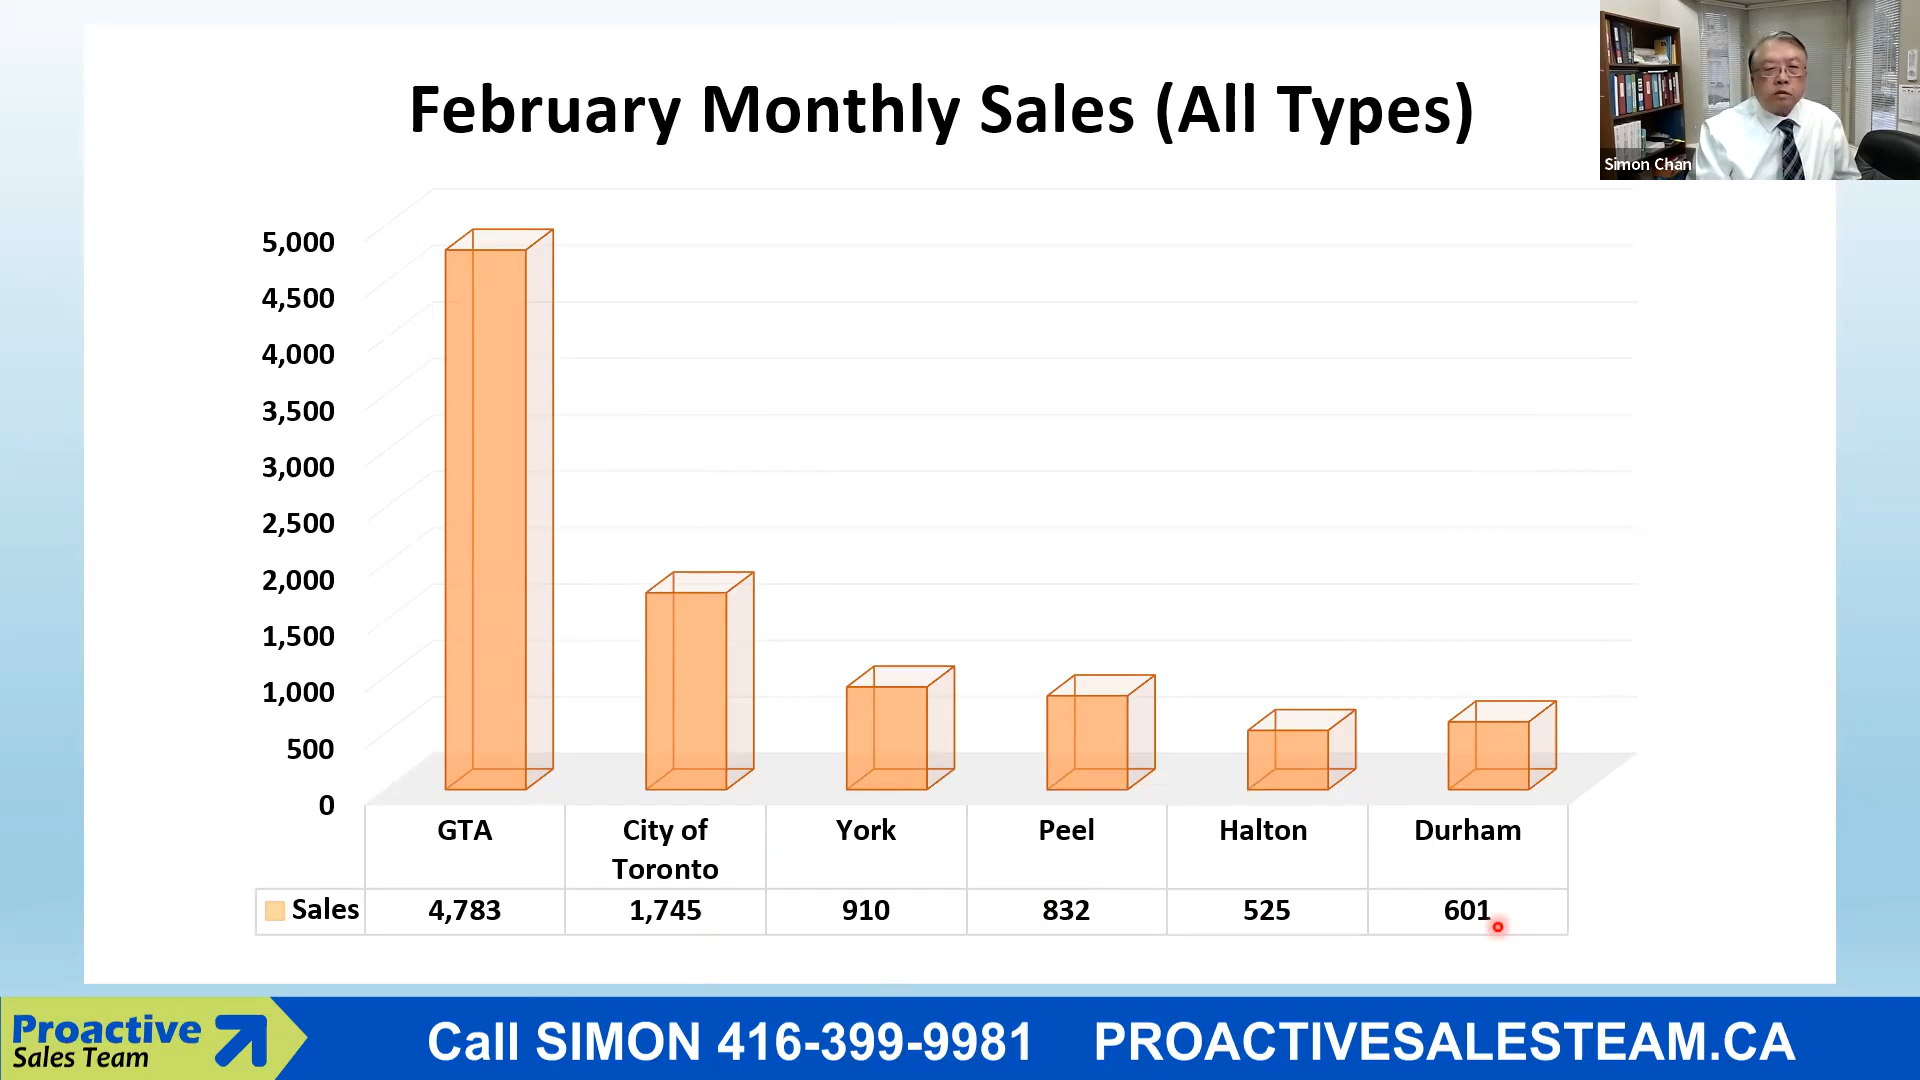 February Monthly Sales (All Types)
Simon Chan
5,000
4,500
4,000
3,500
3,000
2,500
2,000
1,500
1,000
500
0
GTA
City of
Toronto
York
Peel
Halton
Durham
Sales 4,783 1,745 910 832 525 601
Proactive
Sales Team
Call SIMON 416-399-9981 PROACTIVESALESTEAM.CA